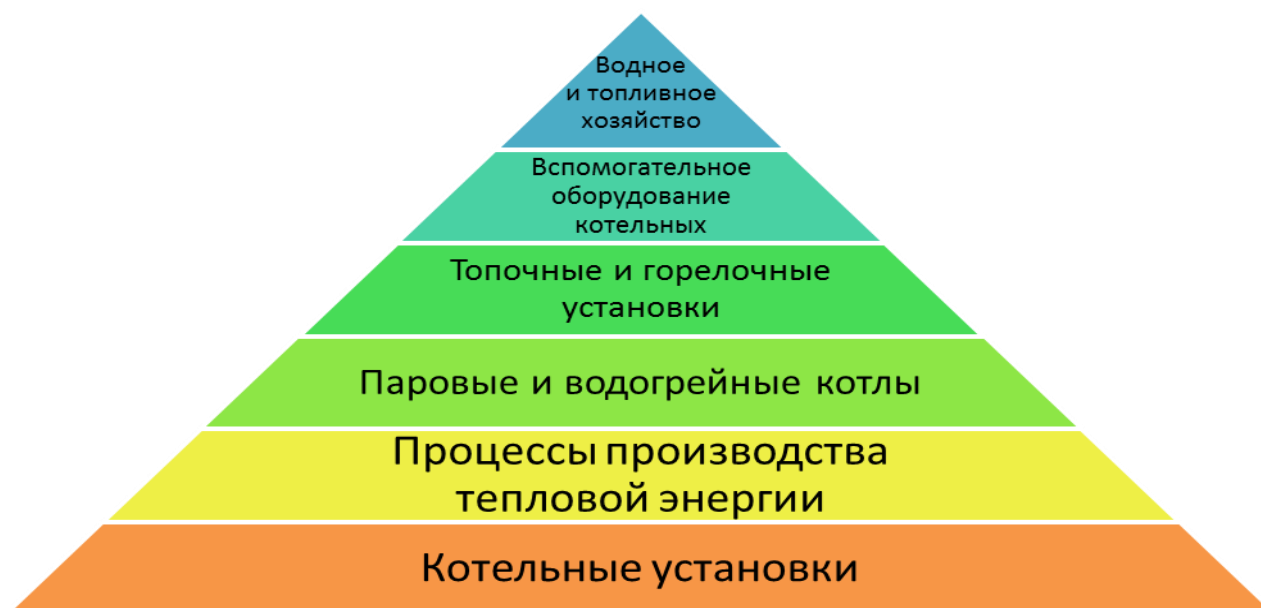 Водное
и топливное
хозяйство
Вспомогательное
оборудование
котельных
Топочные и горелочные
установки
Паровые и водогрейные котлы
Процессы производства
тепловой энергии
Котельные установки